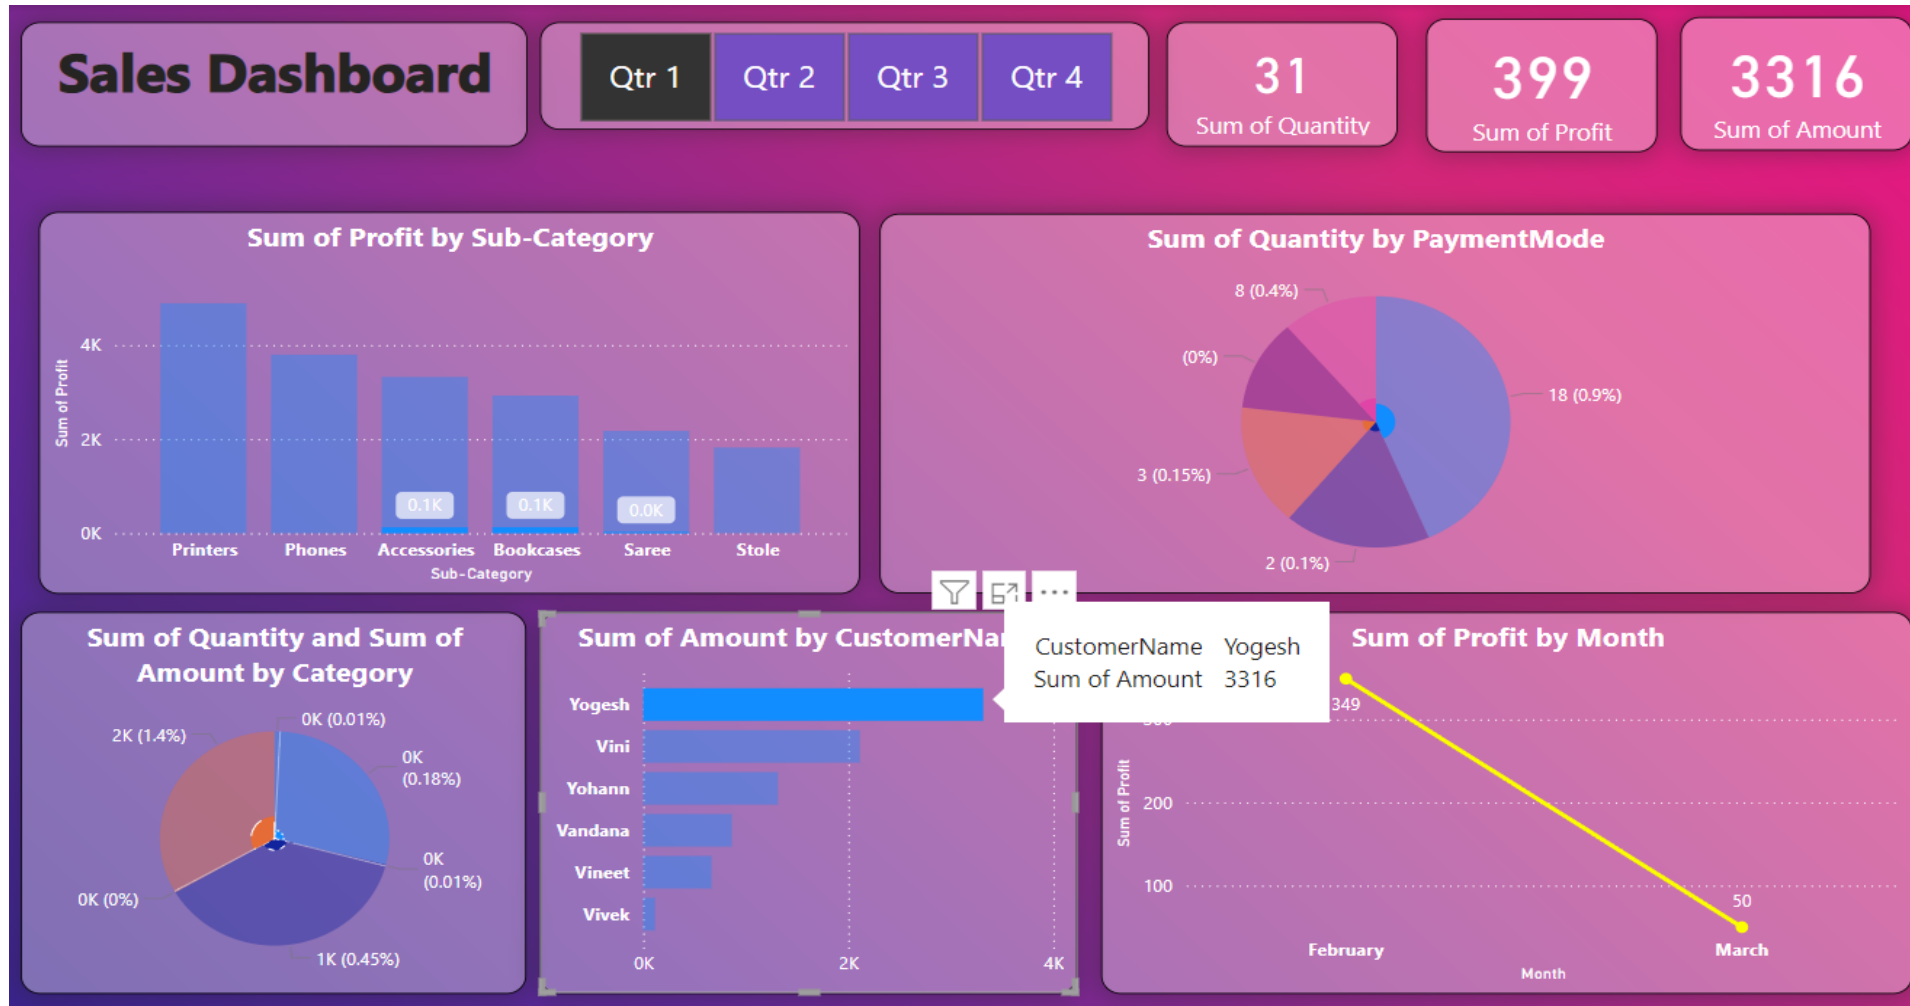 Sales Dashboard
Qtr 1
Qtr 2
Qtr 3
Qtr 4
31
Sum of Quantity
399
Sum of Profit
3316
Sum of Amount
Sum of Profit by Sub-Category
Sum of Profit
4K
2K
0K
0.1K
0.1K
0.0K
Printers
Phones
Accessories
Bookcases
Saree
Stole
Sub-Category
Sum of Quantity by PaymentMode
8 (0.4%)
(0%)
18 (0.9%)
3 (0.15%)
2 (0.1%)
Sum of Quantity and Sum of
Amount by Category
0K (0.01%)
2K (1.4%)
0K
(0.18%)
0K
(0.01%)
0K (0%)
1K (0.45%)
Sum of Amount by
Yogesh
Vini
Yohann
Vandana
Vineet
Vivek
0K
2K
4K
CustomerName Yogesh
Sum of Amount 3316
Sum of Profit by Month
349
Sum of Profit
200
100
50
February
March
Month